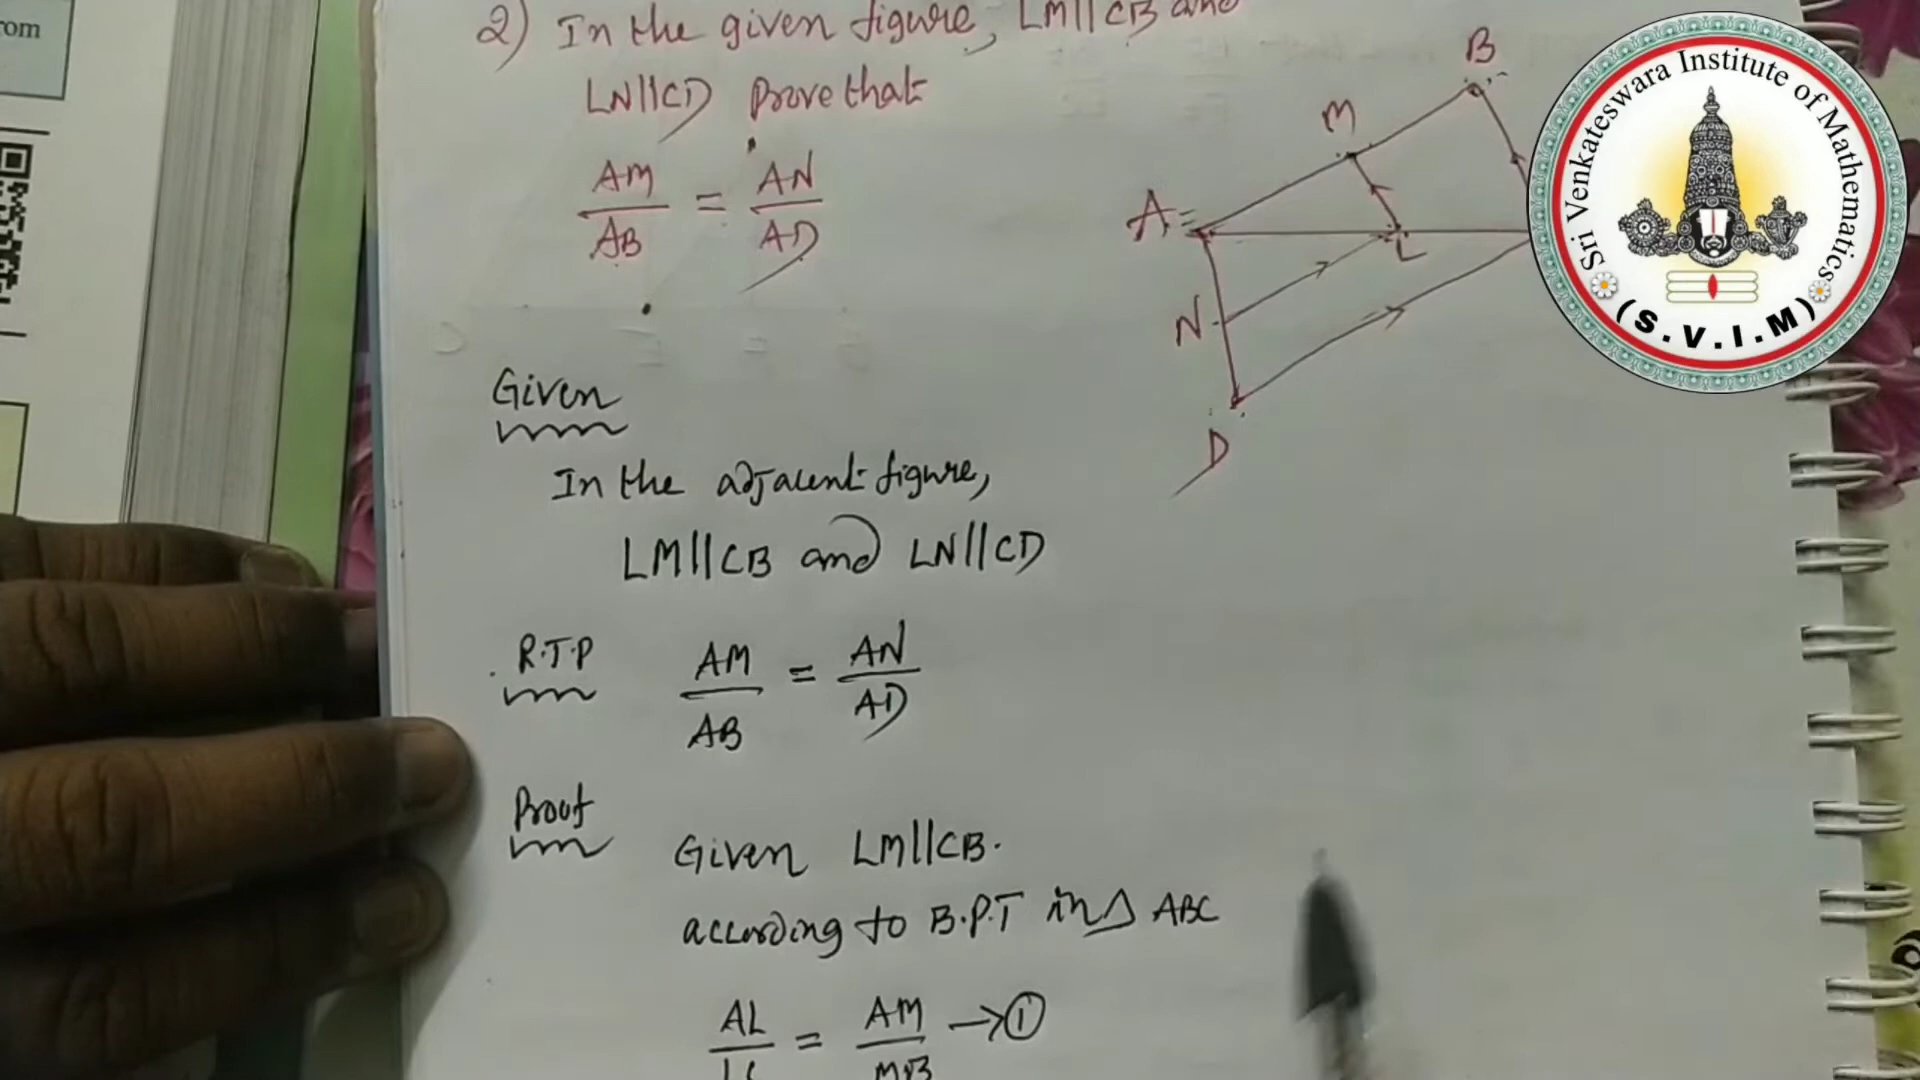 om
2) In the given figure, LM||CB and
LN||CD prove that
AM/AB = AN/AD
B
M
A
L
N
D
Sri Venkateswara Institute of Mathematics
(S.V.I.M)
Given
In the adjacent figure,
LM||CB and LN||CD
R.T.P AM/AB = AN/AD
Proof
Given LM||CB.
according to B.P.T in △ ABC
AL/LC = AM/MB → ①